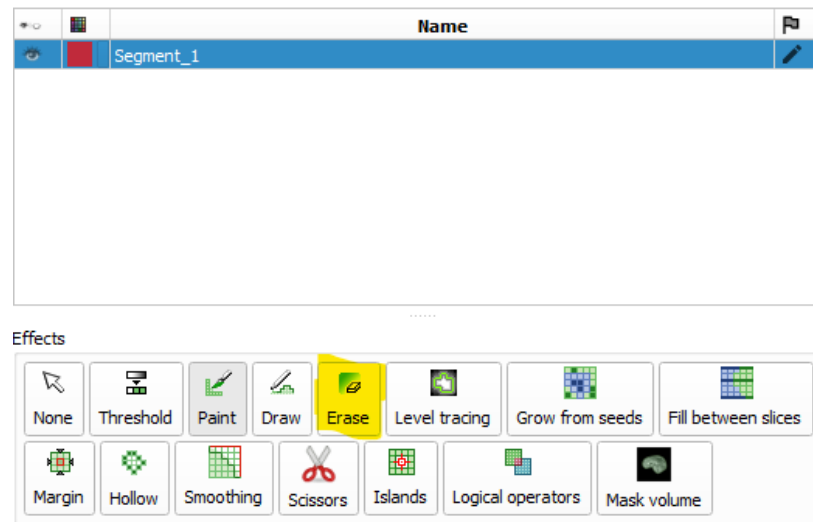 Name
Segment_1
Effects
None Threshold Paint Draw Erase Level tracing Grow from seeds Fill between slices
Margin Hollow Smoothing Scissors Islands Logical operators Mask volume